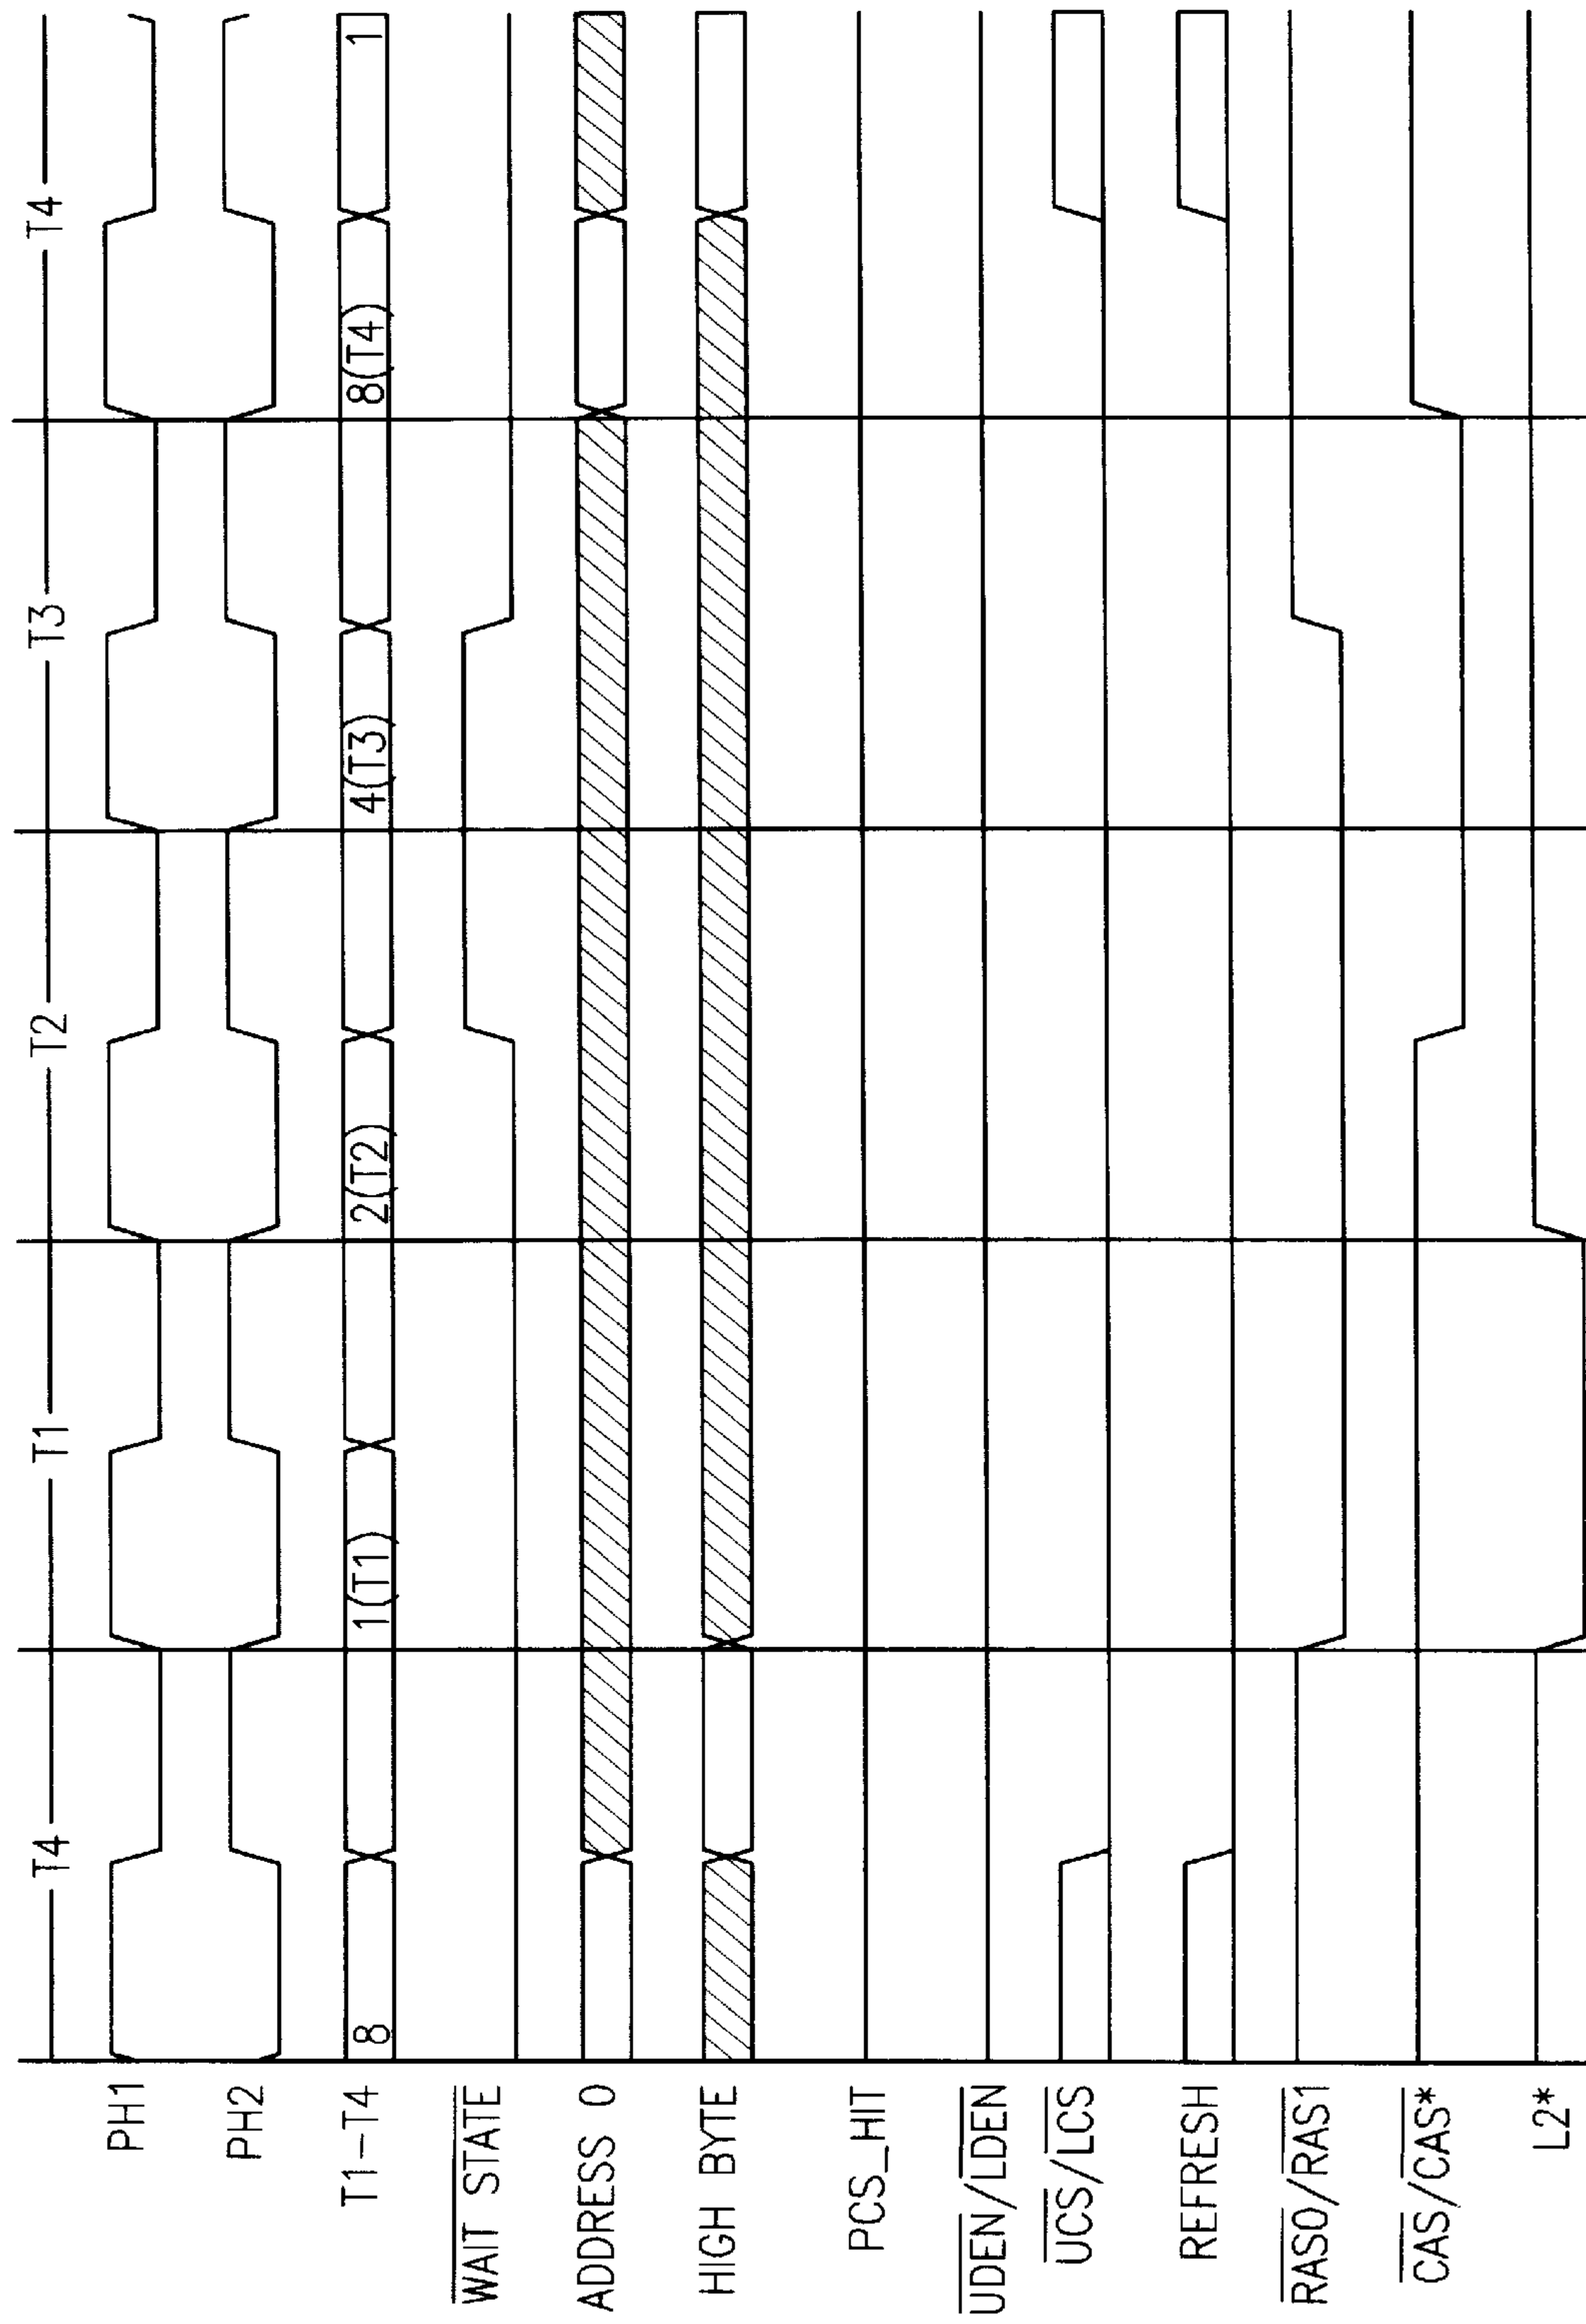 T4 T1 T2 T3 T4
PH1
PH2
T1-T4 8 1(T1) 2(T2) 4(T3) 8(T4) 1
WAIT STATE
ADDRESS 0
HIGH BYTE
PCS_HIT
UDEN/LDEN
UCS/LCS
REFRESH
RAS0/RAS1
CAS/CAS*
L2*